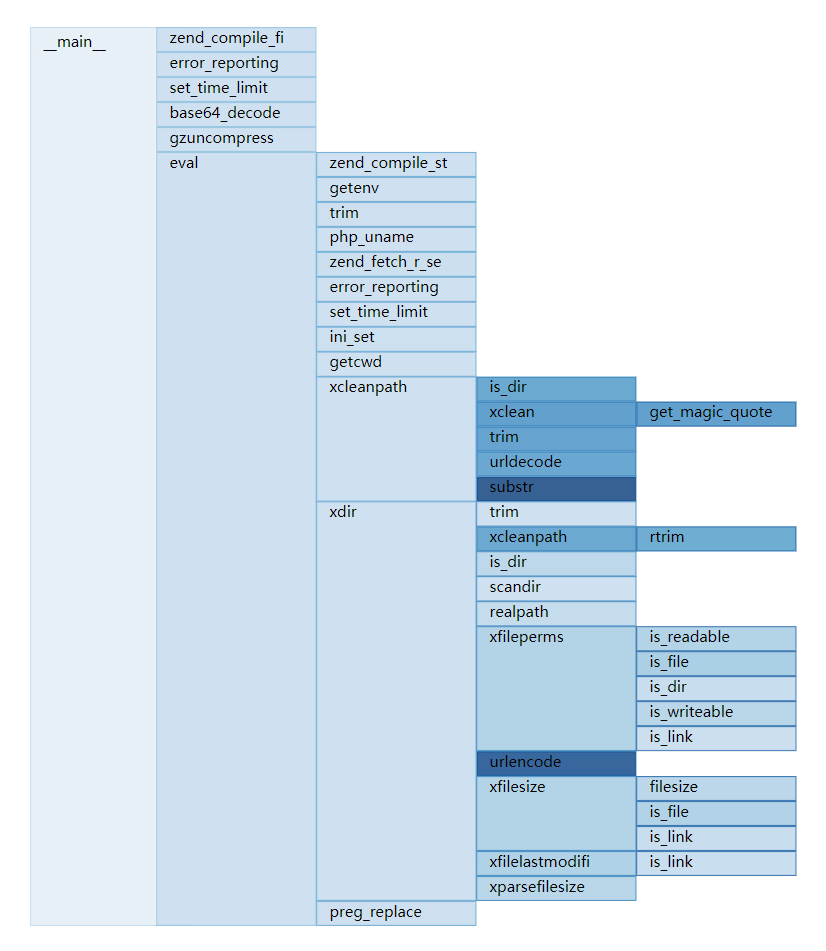 __main__
zend_compile_fi
error_reporting
set_time_limit
base64_decode
gzuncompress
eval
zend_compile_st
getenv
trim
php_uname
zend_fetch_r_se
error_reporting
set_time_limit
ini_set
getcwd
xcleanpath
is_dir
xclean
get_magic_quote
trim
urldecode
substr
xdir
trim
xcleanpath
rtrim
is_dir
scandir
realpath
xfileperms
is_readable
is_file
is_dir
is_writeable
is_link
urlencode
xfilesize
filesize
is_file
is_link
xfilelastmodifi
is_link
xparsefilesize
preg_replace